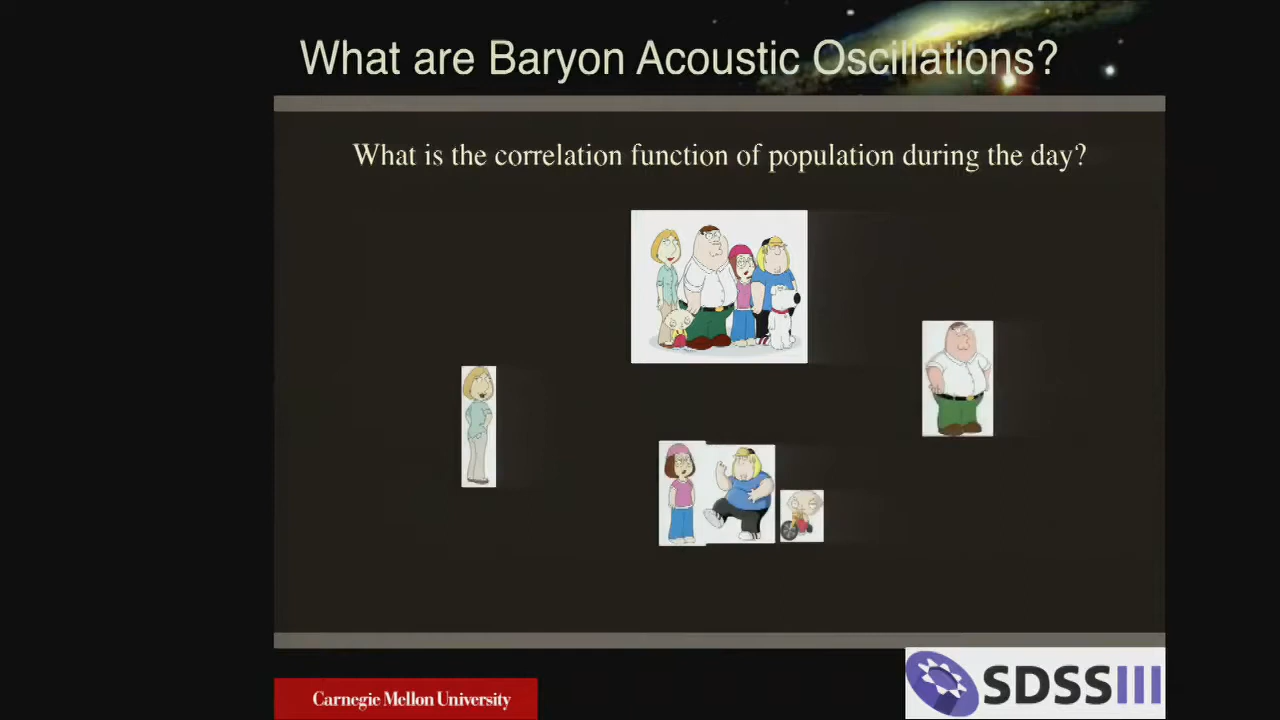 What are Baryon Acoustic Oscillations?
What is the correlation function of population during the day?
Carnegie Mellon University
SDSSIII